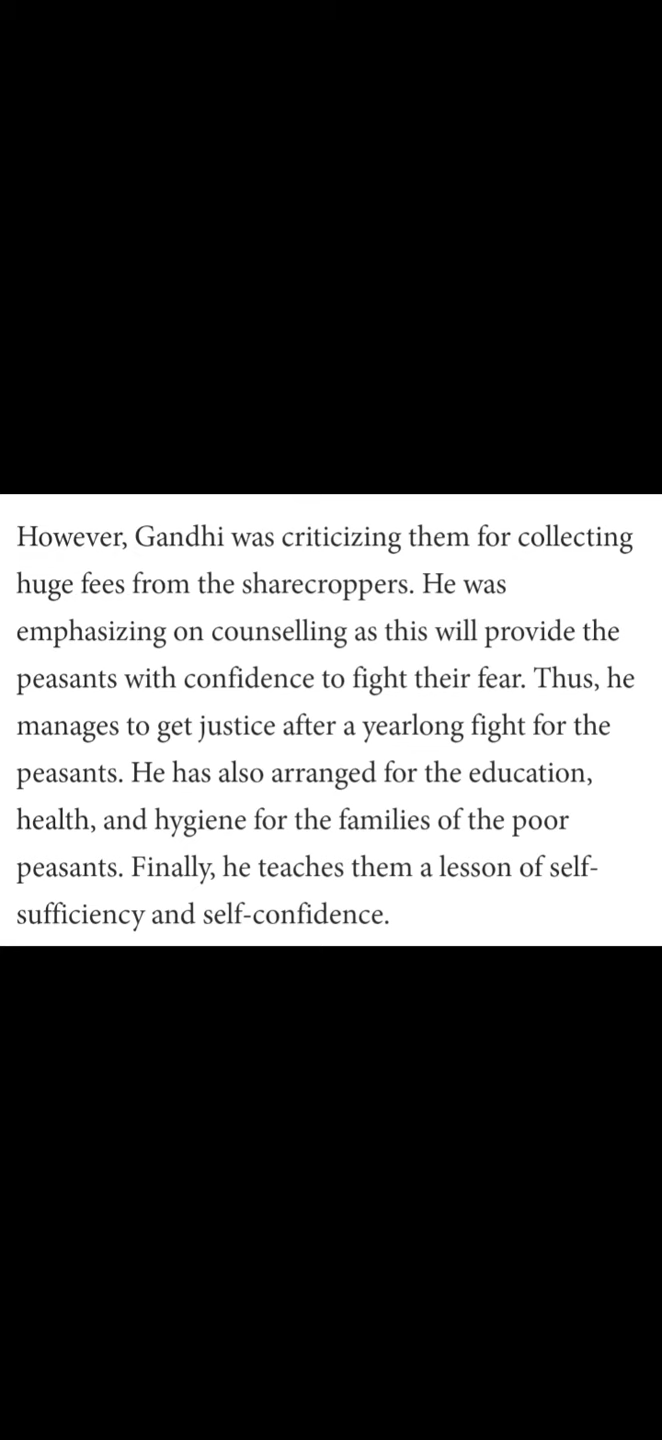 However, Gandhi was criticizing them for collecting
huge fees from the sharecroppers. He was
emphasizing on counselling as this will provide the
peasants with confidence to fight their fear. Thus, he
manages to get justice after a yearlong fight for the
peasants. He has also arranged for the education,
health, and hygiene for the families of the poor
peasants. Finally, he teaches them a lesson of self-
sufficiency and self-confidence.